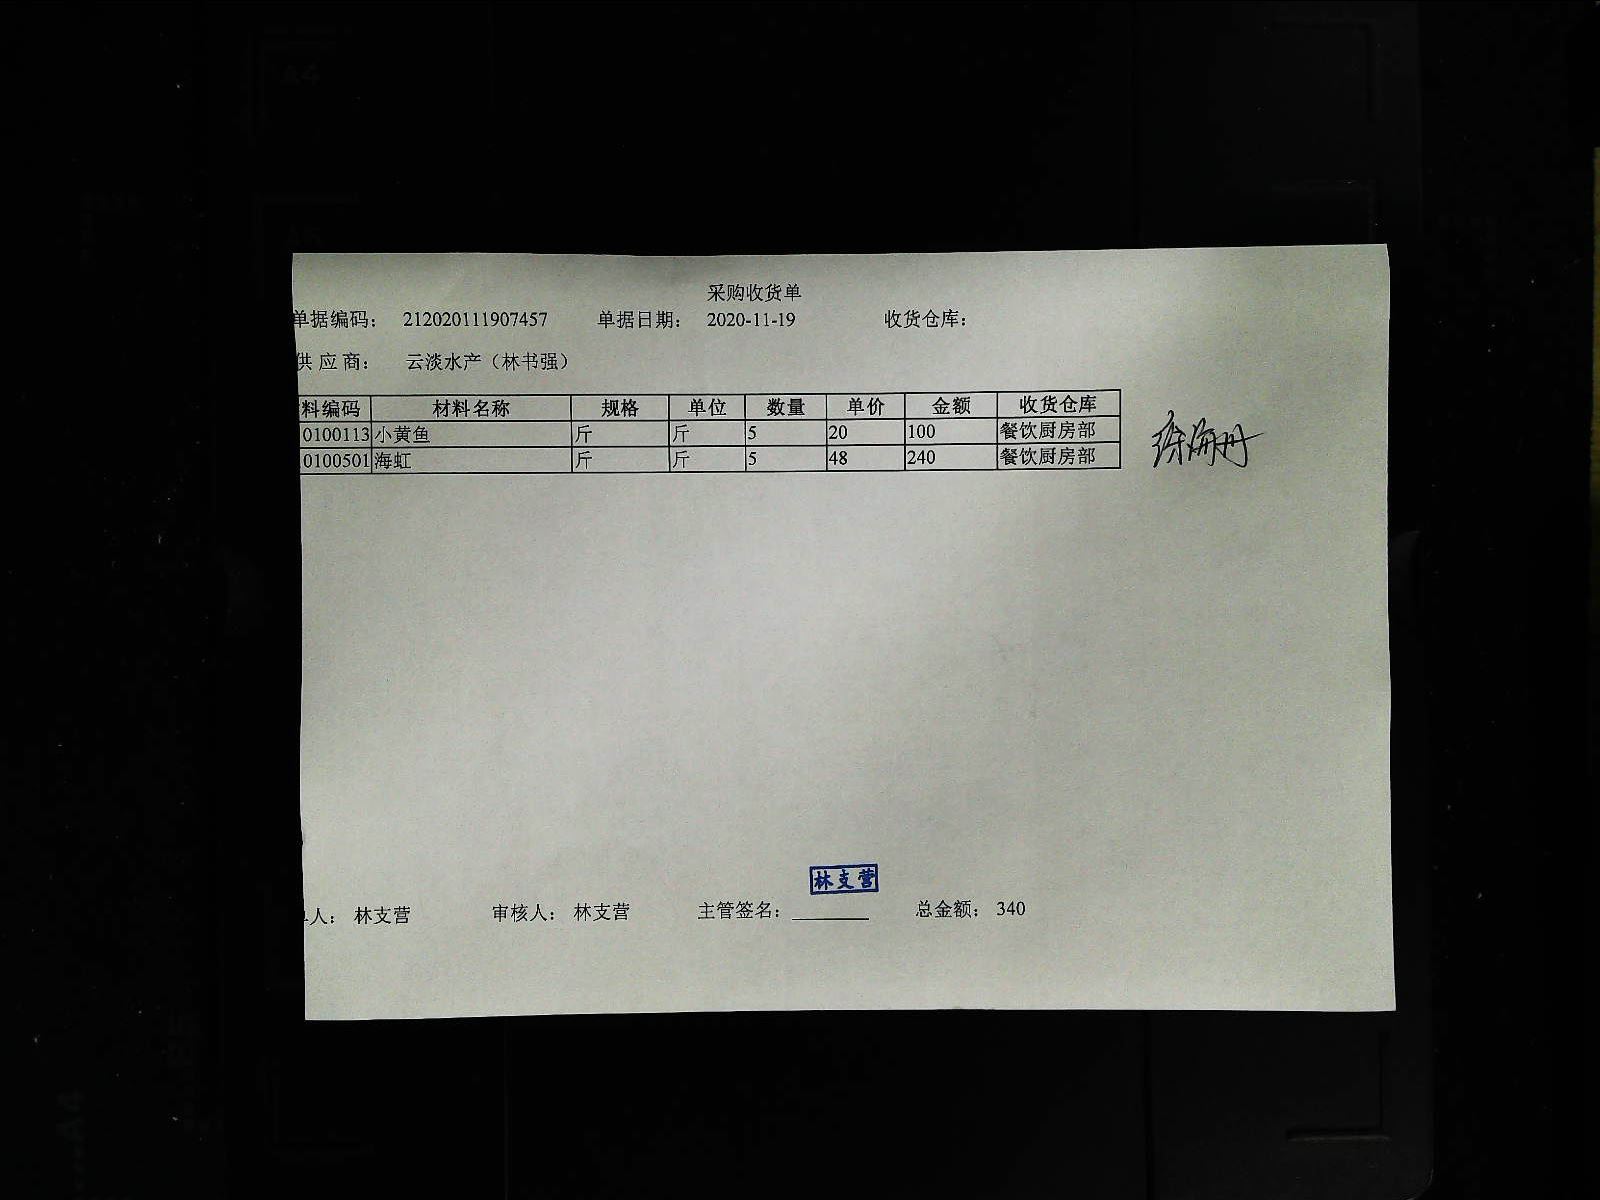 采购收货单
单据编码： 212020111907457 单据日期： 2020-11-19 收货仓库：
供 应 商： 云淡水产（林书强）
料编码 材料名称 规格 单位 数量 单价 金额 收货仓库
0100113 小黄鱼 斤 斤 5 20 100 餐饮厨房部
0100501 海虹 斤 斤 5 48 240 餐饮厨房部
林支营
人： 林支营 审核人： 林支营 主管签名： 总金额： 340